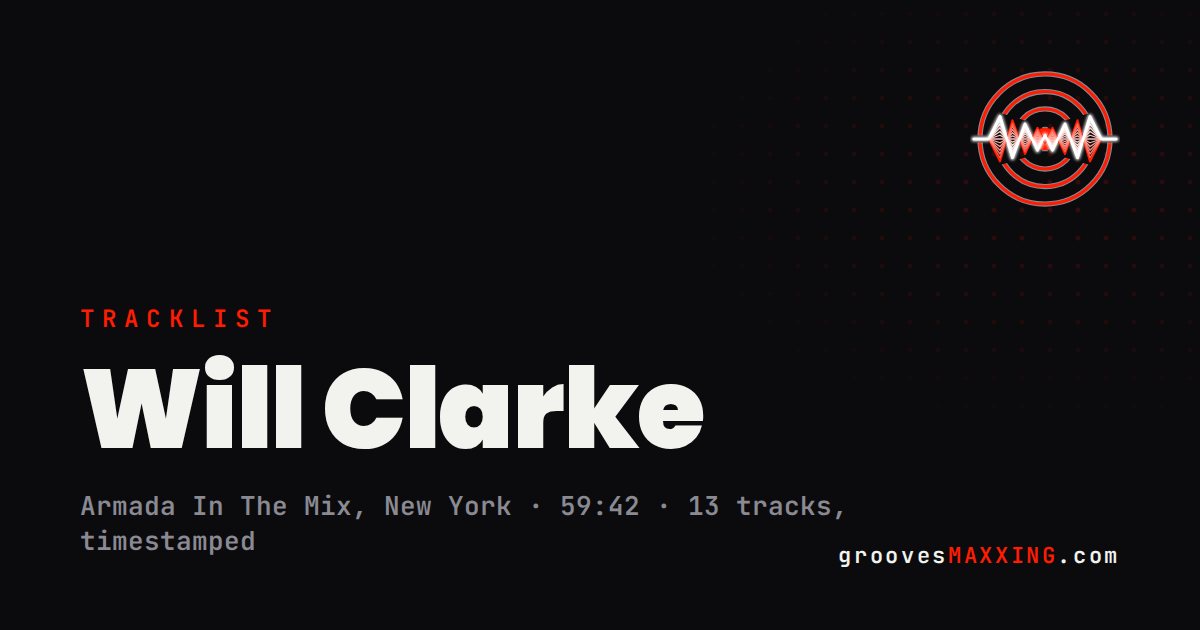 TRACKLIST
Will Clarke
Armada In The Mix, New York · 59:42 · 13 tracks,
timestamped
groovesMAXXING.com